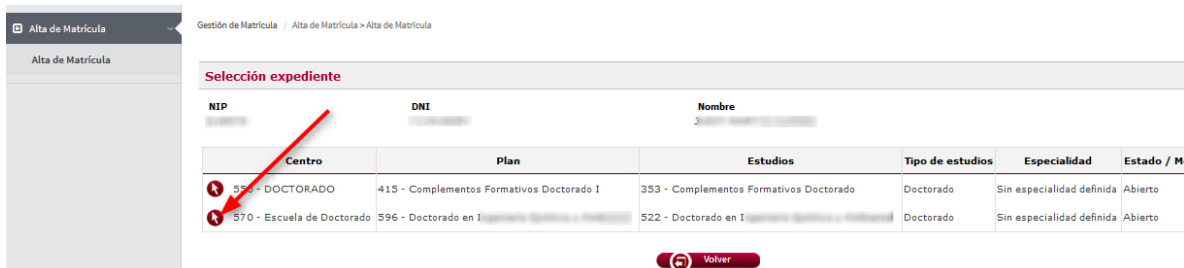 Alta de Matrícula
Alta de Matrícula
Gestión de Matrícula / Alta de Matrícula > Alta de Matrícula
Selección expediente
NIP DNI Nombre
Centro Plan Estudios Tipo de estudios Especialidad Estado / M
- DOCTORADO 415 - Complementos Formativos Doctorado I 353 - Complementos Formativos Doctorado Doctorado Sin especialidad definida Abierto
570 - Escuela de Doctorado 596 - Doctorado en I 522 - Doctorado en I Doctorado Sin especialidad definida Abierto
Volver